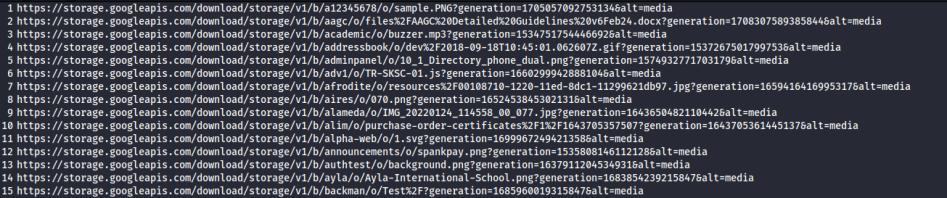 1 https://storage.googleapis.com/download/storage/v1/b/a12345678/o/sample.PNG?generation=1705057092753134&alt=media
2 https://storage.googleapis.com/download/storage/v1/b/aagc/o/files%2FAAGC%20Detailed%20Guidelines%20v6Feb24.docx?generation=1708307589385844&alt=media
3 https://storage.googleapis.com/download/storage/v1/b/academic/o/buzzer.mp3?generation=1534751754446692&alt=media
4 https://storage.googleapis.com/download/storage/v1/b/addressbook/o/dev%2F2018-09-18T10:45:01.062607Z.gif?generation=1537267501799753&alt=media
5 https://storage.googleapis.com/download/storage/v1/b/adminpanel/o/10_1_Directory_phone_dual.png?generation=1574932771703179&alt=media
6 https://storage.googleapis.com/download/storage/v1/b/adv1/o/TR-SKSC-01.js?generation=1660299942888104&alt=media
7 https://storage.googleapis.com/download/storage/v1/b/afrodite/o/resources%2F00108710-1220-11ed-8dc1-11299621db97.jpg?generation=1659416416995317&alt=media
8 https://storage.googleapis.com/download/storage/v1/b/aires/o/070.png?generation=1652453845302131&alt=media
9 https://storage.googleapis.com/download/storage/v1/b/alameda/o/IMG_20220124_114558_00_077.jpg?generation=1643650482110442&alt=media
10 https://storage.googleapis.com/download/storage/v1/b/alim/o/purchase-order-certificates%2F1%2F1643705357507?generation=1643705361445137&alt=media
11 https://storage.googleapis.com/download/storage/v1/b/alpha-web/o/1.svg?generation=1699967249421358&alt=media
12 https://storage.googleapis.com/download/storage/v1/b/announcements/o/spankpay.png?generation=1535808146112128&alt=media
13 https://storage.googleapis.com/download/storage/v1/b/authtest/o/background.png?generation=1637911204534931&alt=media
14 https://storage.googleapis.com/download/storage/v1/b/ayla/o/Ayla-International-School.png?generation=1683854239215847&alt=media
15 https://storage.googleapis.com/download/storage/v1/b/backman/o/Test%2F?generation=1685960019315847&alt=media